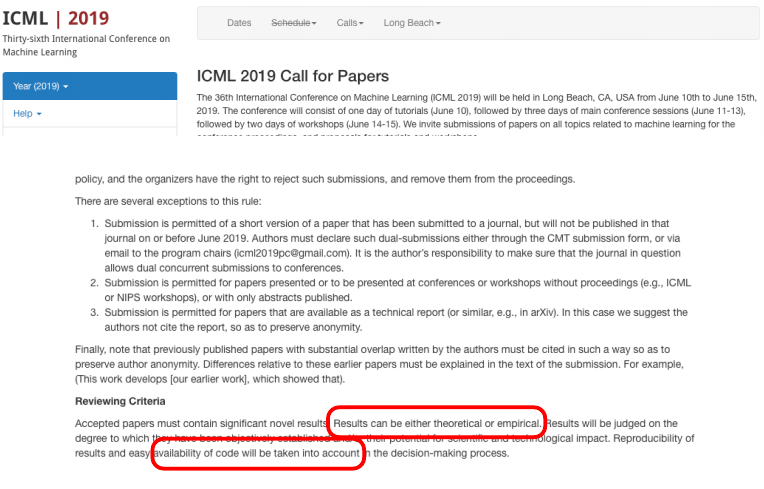 ICML | 2019
Thirty-sixth International Conference on
Machine Learning
Dates Schedule Calls Long Beach
Year (2019)
Help
ICML 2019 Call for Papers
The 36th International Conference on Machine Learning (ICML 2019) will be held in Long Beach, CA, USA from June 10th to June 15th,
2019. The conference will consist of one day of tutorials (June 10), followed by three days of main conference sessions (June 11-13),
followed by two days of workshops (June 14-15). We invite submissions of papers on all topics related to machine learning for the
conference proceedings, and proposals for tutorials and workshops.
policy, and the organizers have the right to reject such submissions, and remove them from the proceedings.
There are several exceptions to this rule:
1. Submission is permitted of a short version of a paper that has been submitted to a journal, but will not be published in that
journal on or before June 2019. Authors must declare such dual-submissions either through the CMT submission form, or via
email to the program chairs (icml2019pc@gmail.com). It is the author's responsibility to make sure that the journal in question
allows dual concurrent submissions to conferences.
2. Submission is permitted for papers presented or to be presented at conferences or workshops without proceedings (e.g., ICML
or NIPS workshops), or with only abstracts published.
3. Submission is permitted for papers that are available as a technical report (or similar, e.g., in arXiv). In this case we suggest the
authors not cite the report, so as to preserve anonymity.
Finally, note that previously published papers with substantial overlap written by the authors must be cited in such a way so as to
preserve author anonymity. Differences relative to these earlier papers must be explained in the text of the submission. For example,
(This work develops [our earlier work], which showed that).
Reviewing Criteria
Accepted papers must contain significant novel results. Results can be either theoretical or empirical. Results will be judged on the
degree to which they have been objectively established and/or their potential for scientific and technological impact. Reproducibility of
results and easy availability of code will be taken into account in the decision-making process.